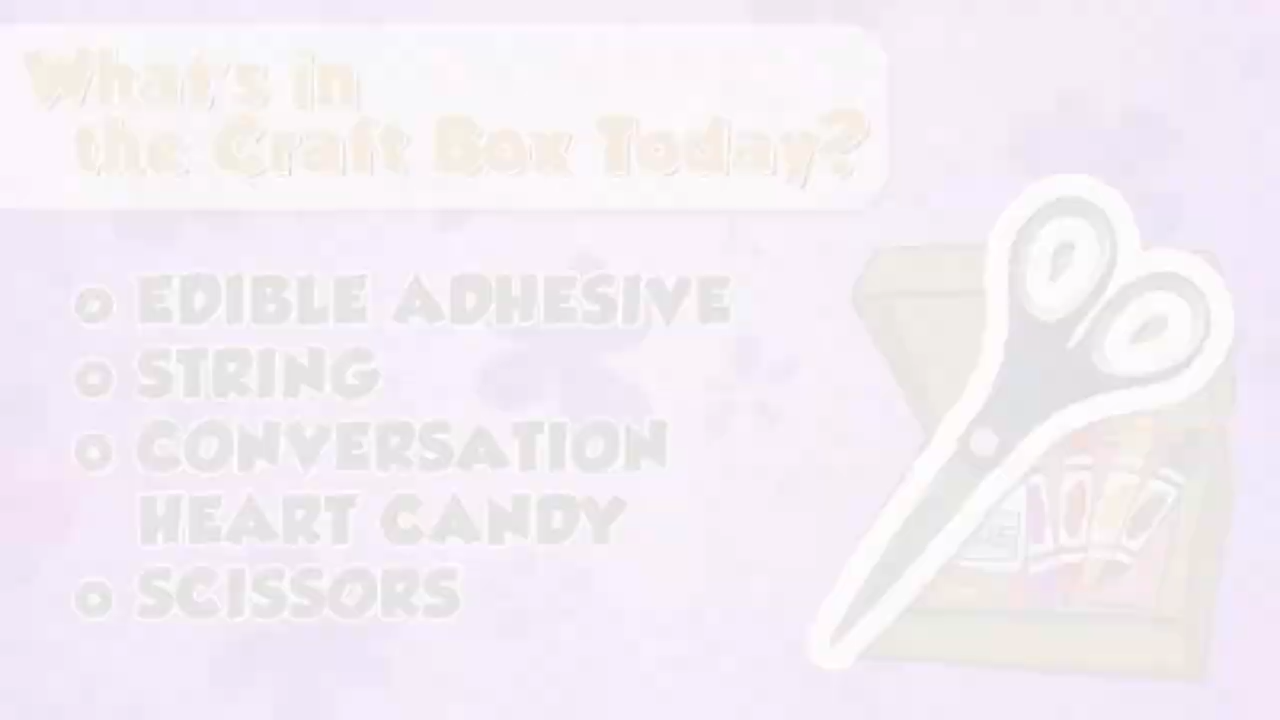 What's in
the Craft Box Today?
o EDIBLE ADHESIVE
o STRING
o CONVERSATION
HEART CANDY
o SCISSORS